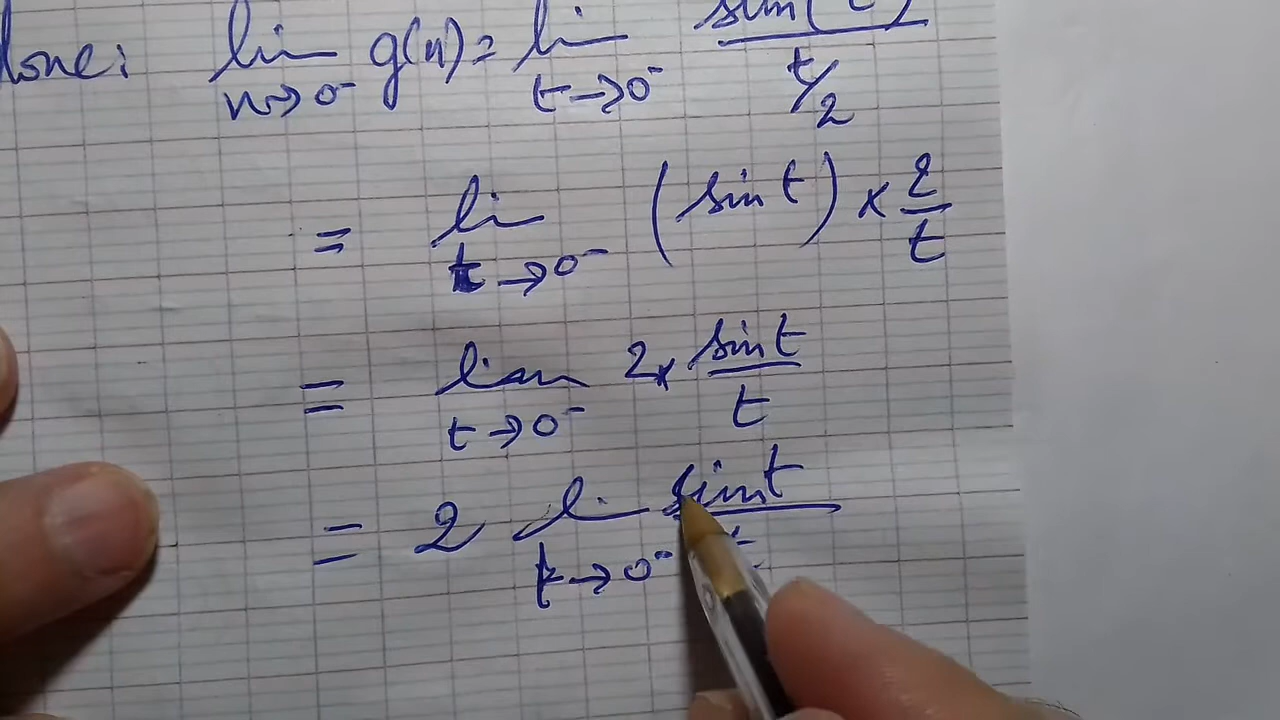 donc: lim g(x) = lim sin(t)
x→0⁻ t→0⁻ t/2
= lim (sin t) × 2/t
t→0⁻
= lim 2× sin t / t
t→0⁻
= 2 lim sin t / t
t→0⁻